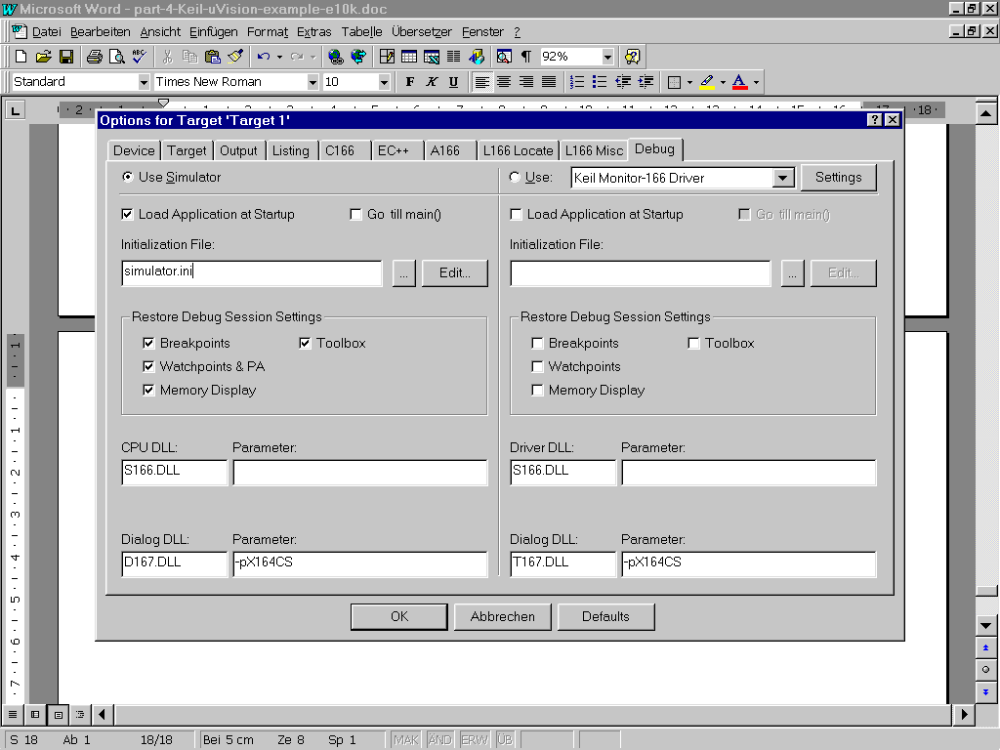 Microsoft Word - part-4-Keil-uVision-example-e10k.doc
Datei Bearbeiten Ansicht Einfügen Format Extras Tabelle Übersetzer Fenster ?
92%
Standard Times New Roman 10 F K U
Options for Target 'Target 1'
Device Target Output Listing C166 EC++ A166 L166 Locate L166 Misc Debug
Use Simulator Use: Keil Monitor-166 Driver Settings
Load Application at Startup Go till main() Load Application at Startup Go till main()
Initialization File: Initialization File:
simulator.ini ... Edit... ... Edit...
Restore Debug Session Settings Restore Debug Session Settings
Breakpoints Toolbox Breakpoints Toolbox
Watchpoints & PA Watchpoints
Memory Display Memory Display
CPU DLL: Parameter: Driver DLL: Parameter:
S166.DLL S166.DLL
Dialog DLL: Parameter: Dialog DLL: Parameter:
D167.DLL -pX164CS T167.DLL -pX164CS
OK Abbrechen Defaults
S 18 Ab 1 18/18 Bei 5 cm Ze 8 Sp 1 MAK ÄND ERW ÜB